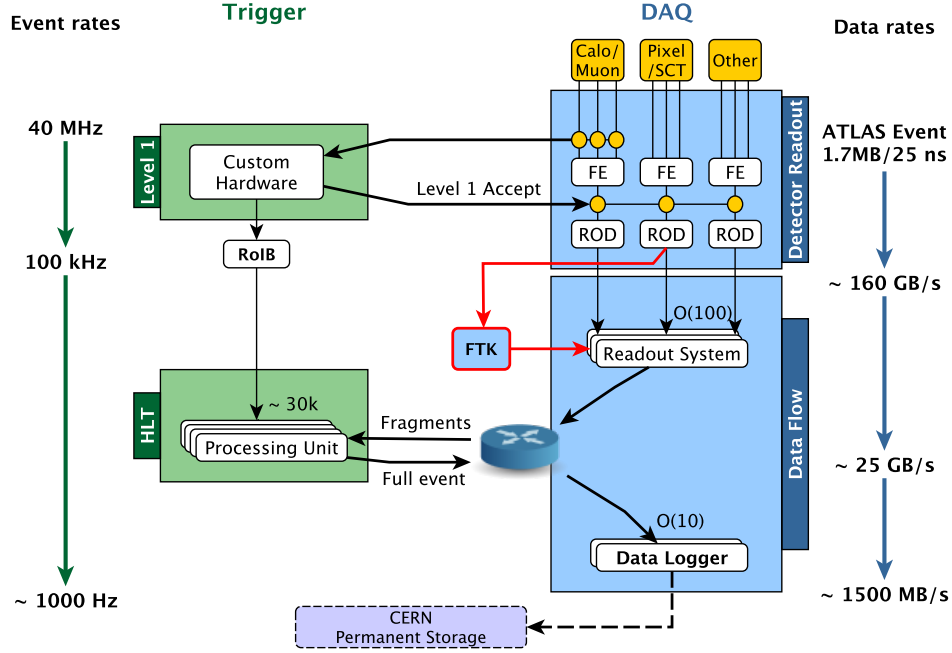 Trigger
DAQ
Event rates
Data rates
Calo/
Muon
Pixel
/SCT
Other
40 MHz
ATLAS Event
1.7MB/25 ns
Level 1
Custom
Hardware
Level 1 Accept
FE
FE
FE
Detector Readout
ROD
ROD
ROD
RoIB
100 kHz
~ 160 GB/s
O(100)
FTK
Readout System
HLT
~ 30k
Processing Unit
Fragments
Full event
Data Flow
~ 25 GB/s
O(10)
Data Logger
~ 1000 Hz
~ 1500 MB/s
CERN
Permanent Storage